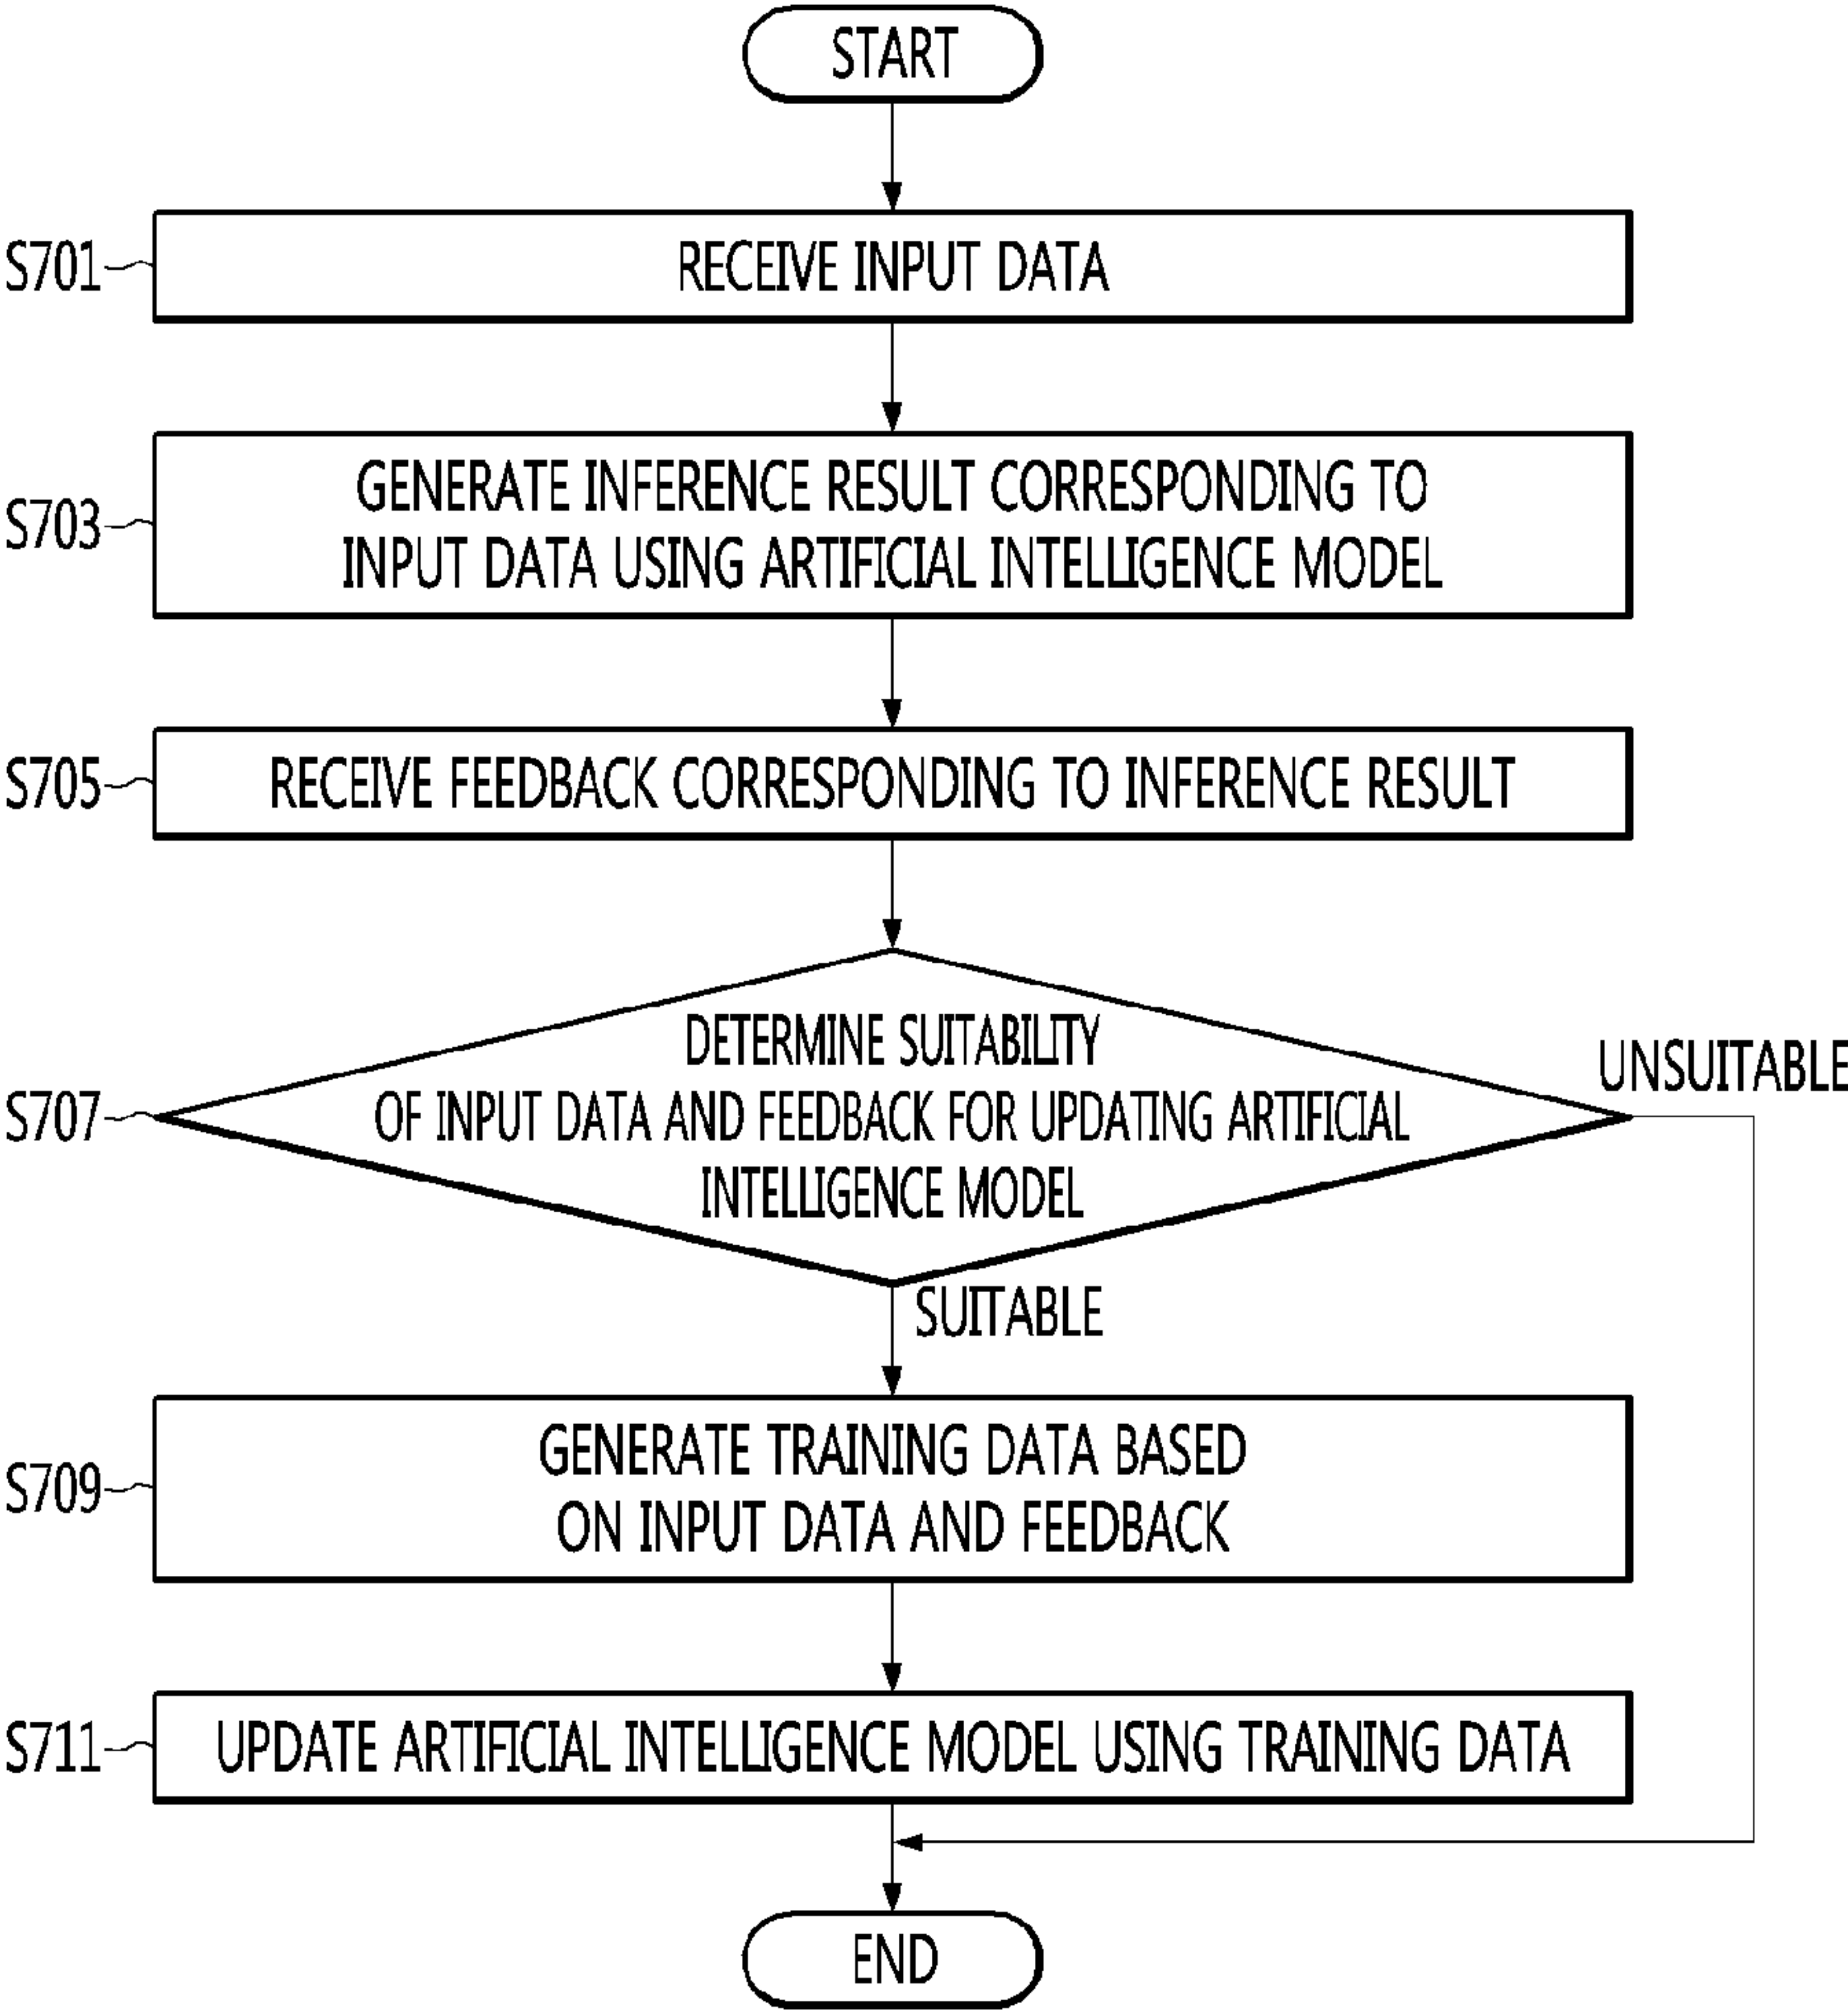 START
S701
RECEIVE INPUT DATA
S703
GENERATE INFERENCE RESULT CORRESPONDING TO
INPUT DATA USING ARTIFICIAL INTELLIGENCE MODEL
S705
RECEIVE FEEDBACK CORRESPONDING TO INFERENCE RESULT
S707
DETERMINE SUITABILITY
OF INPUT DATA AND FEEDBACK FOR UPDATING ARTIFICIAL
INTELLIGENCE MODEL
UNSUITABLE
SUITABLE
S709
GENERATE TRAINING DATA BASED
ON INPUT DATA AND FEEDBACK
S711
UPDATE ARTIFICIAL INTELLIGENCE MODEL USING TRAINING DATA
END